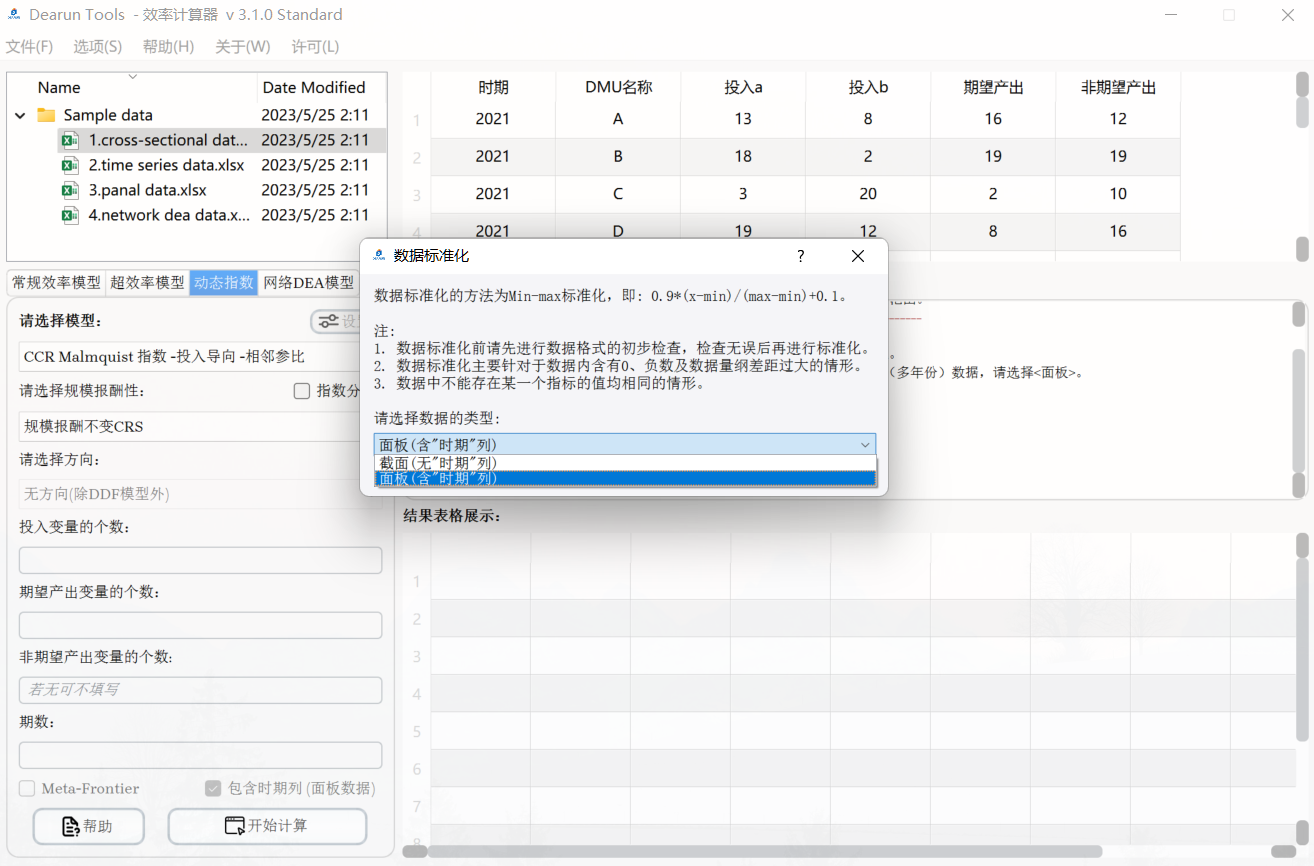 Dearun Tools - 效率计算器 v 3.1.0 Standard
文件(F) 选项(S) 帮助(H) 关于(W) 许可(L)
Name Date Modified
Sample data 2023/5/25 2:11
1.cross-sectional dat... 2023/5/25 2:11
2.time series data.xlsx 2023/5/25 2:11
3.panal data.xlsx 2023/5/25 2:11
4.network dea data.x... 2023/5/25 2:11
时期 DMU名称 投入a 投入b 期望产出 非期望产出
1 2021 A 13 8 16 12
2 2021 B 18 2 19 19
3 2021 C 3 20 2 10
4 2021 D 19 12 8 16
常规效率模型 超效率模型 动态指数 网络DEA模型
请选择模型:
CCR Malmquist 指数 -投入导向 -相邻参比
请选择规模报酬性:
指数分
规模报酬不变CRS
请选择方向:
无方向(除DDF模型外)
投入变量的个数:
期望产出变量的个数:
非期望产出变量的个数:
若无可不填写
期数:
Meta-Frontier 包含时期列 (面板数据)
帮助 开始计算
数据标准化 ?
数据标准化的方法为Min-max标准化，即: 0.9*(x-min)/(max-min)+0.1。
注:
1. 数据标准化前请先进行数据格式的初步检查，检查无误后再进行标准化。
2. 数据标准化主要针对于数据内含有0、负数及数据量纲差距过大的情形。
3. 数据中不能存在某一个指标的值均相同的情形。
请选择数据的类型:
面板(含"时期"列)
截面(无"时期"列)
面板(含"时期"列)
(多年份）数据，请选择<面板>。
结果表格展示:
1
2
3
4
5
6
7
8